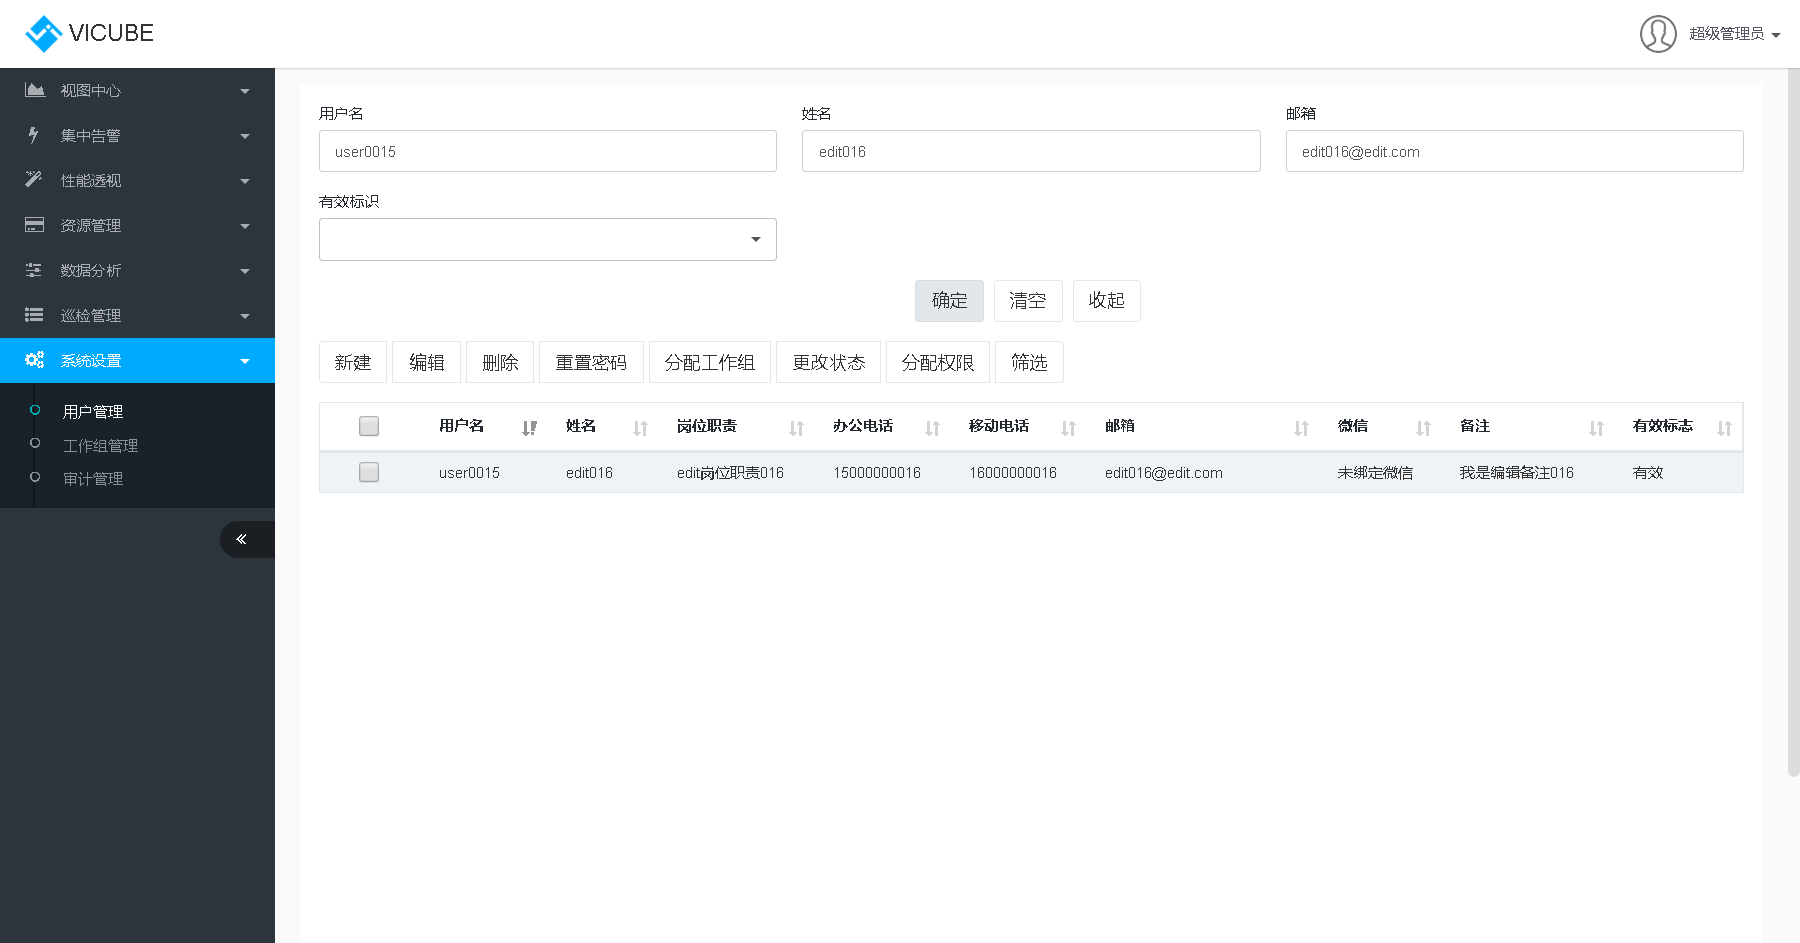 VICUBE
超级管理员
视图中心
集中告警
性能透视
资源管理
数据分析
巡检管理
系统设置
用户管理
工作组管理
审计管理
用户名 姓名 邮箱
user0015 edit016 edit016@edit.com
有效标识
确定 清空 收起
新建 编辑 删除 重置密码 分配工作组 更改状态 分配权限 筛选
用户名 姓名 岗位职责 办公电话 移动电话 邮箱 微信 备注 有效标志
user0015 edit016 edit岗位职责016 15000000016 16000000016 edit016@edit.com 未绑定微信 我是编辑备注016 有效